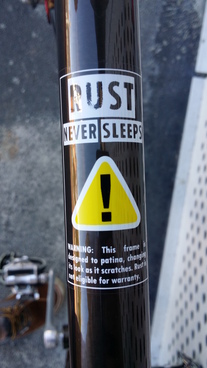 RUST
NEVER SLEEPS
!
WARNING: This frame is
designed to patina, changing
its look as it scratches. Rust is
not eligible for warranty.